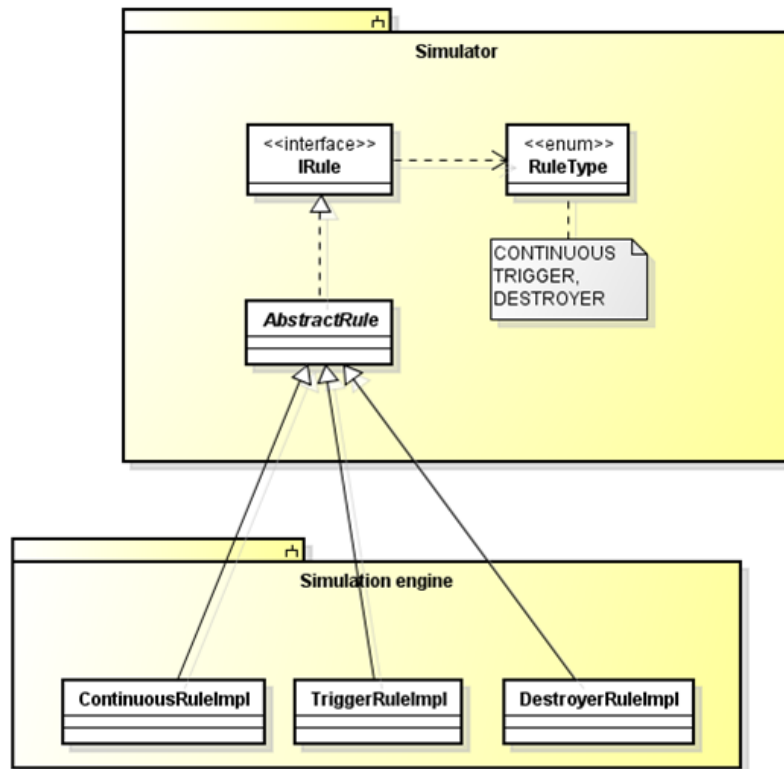 Simulator
<<interface>>
IRule
<<enum>>
RuleType
CONTINUOUS
TRIGGER,
DESTROYER
AbstractRule
Simulation engine
ContinuousRuleImpl
TriggerRuleImpl
DestroyerRuleImpl